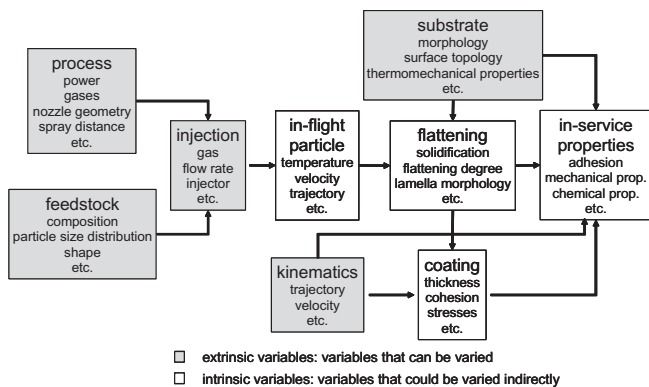 substrate
morphology
surface topology
thermomechanical properties
etc.
process
power
gases
nozzle geometry
spray distance
etc.
injection
gas
flow rate
injector
etc.
in-flight
particle
temperature
velocity
trajectory
etc.
flattening
solidification
flattening degree
lamella morphology
etc.
in-service
properties
adhesion
mechanical prop.
chemical prop.
etc.
feedstock
composition
particle size distribution
shape
etc.
kinematics
trajectory
velocity
etc.
coating
thickness
cohesion
stresses
etc.
extrinsic variables: variables that can be varied
intrinsic variables: variables that could be varied indirectly